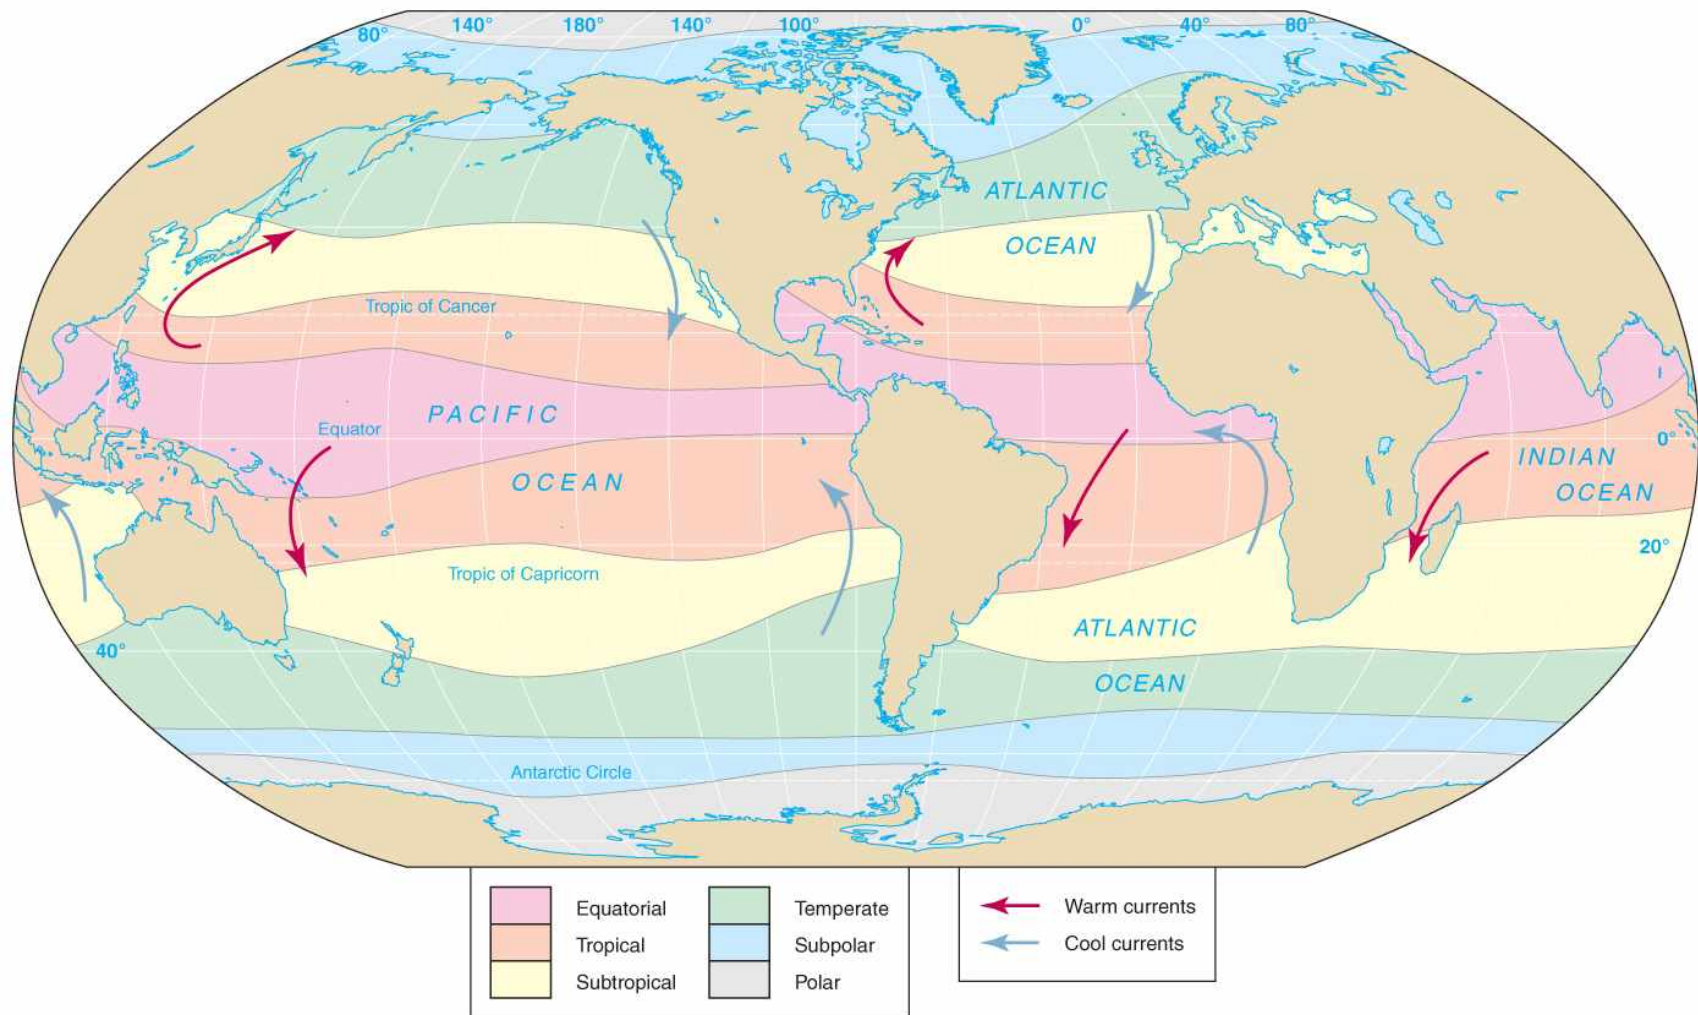 140° 180° 140° 100° 0° 40° 80°
80°
ATLANTIC
OCEAN
Tropic of Cancer
PACIFIC
Equator
OCEAN
0°
INDIAN
OCEAN
20°
Tropic of Capricorn
ATLANTIC
40°
OCEAN
Antarctic Circle
Equatorial
Tropical
Subtropical
Temperate
Subpolar
Polar
Warm currents
Cool currents